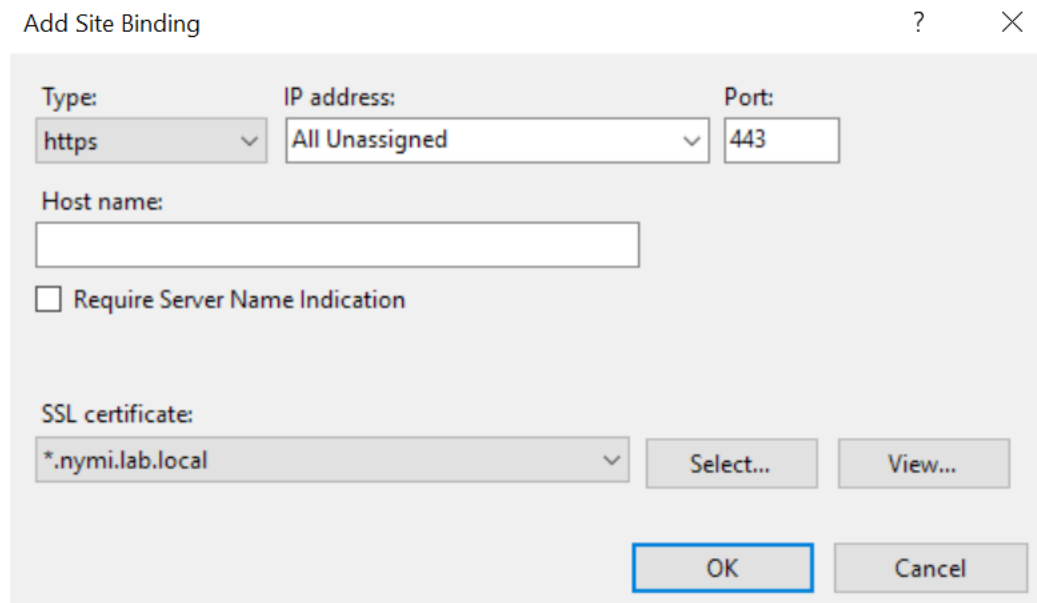 Add Site Binding ?
Type: IP address: Port:
https All Unassigned 443
Host name:
Require Server Name Indication
SSL certificate:
*.nymi.lab.local Select... View...
OK Cancel